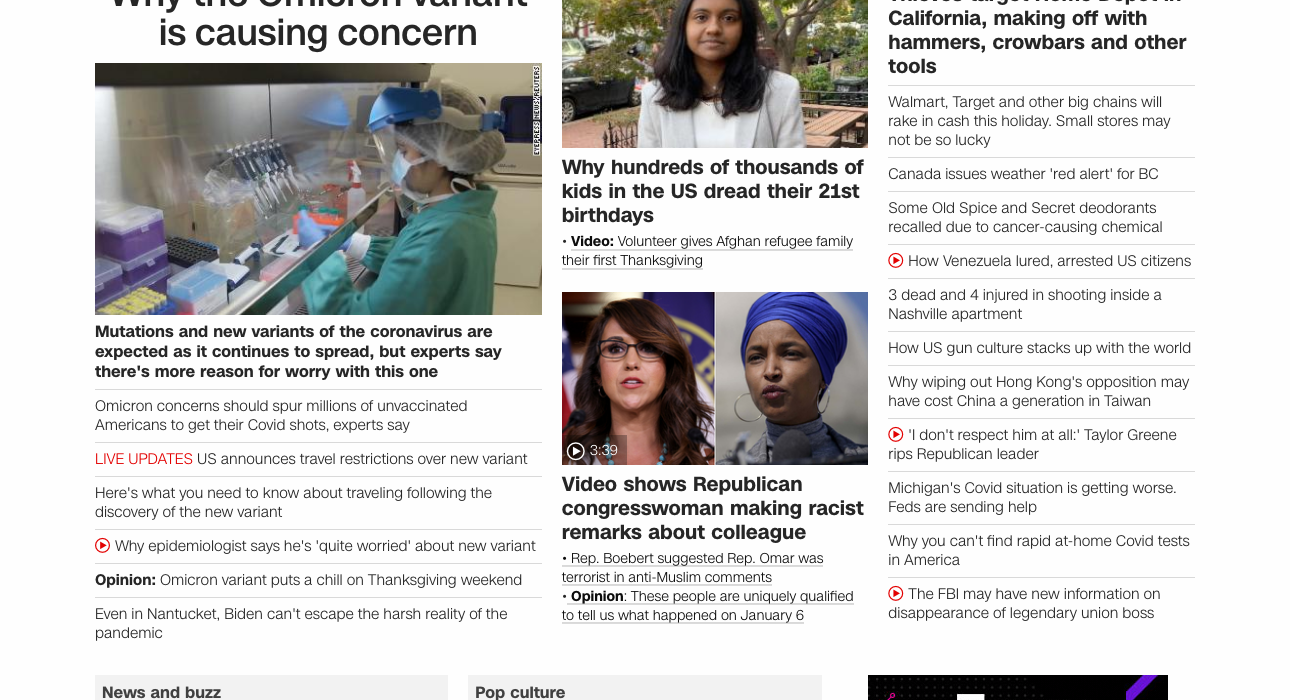 Why the Omicron variant
is causing concern
EYEPRESS NEWS/REUTERS
Mutations and new variants of the coronavirus are
expected as it continues to spread, but experts say
there's more reason for worry with this one
Omicron concerns should spur millions of unvaccinated
Americans to get their Covid shots, experts say
LIVE UPDATES US announces travel restrictions over new variant
Here's what you need to know about traveling following the
discovery of the new variant
Why epidemiologist says he's 'quite worried' about new variant
Opinion: Omicron variant puts a chill on Thanksgiving weekend
Even in Nantucket, Biden can't escape the harsh reality of the
pandemic
Why hundreds of thousands of
kids in the US dread their 21st
birthdays
• Video: Volunteer gives Afghan refugee family
their first Thanksgiving
3:39
Video shows Republican
congresswoman making racist
remarks about colleague
• Rep. Boebert suggested Rep. Omar was
terrorist in anti-Muslim comments
• Opinion: These people are uniquely qualified
to tell us what happened on January 6
Thieves target Home Depot in
California, making off with
hammers, crowbars and other
tools
Walmart, Target and other big chains will
rake in cash this holiday. Small stores may
not be so lucky
Canada issues weather 'red alert' for BC
Some Old Spice and Secret deodorants
recalled due to cancer-causing chemical
How Venezuela lured, arrested US citizens
3 dead and 4 injured in shooting inside a
Nashville apartment
How US gun culture stacks up with the world
Why wiping out Hong Kong's opposition may
have cost China a generation in Taiwan
'I don't respect him at all:' Taylor Greene
rips Republican leader
Michigan's Covid situation is getting worse.
Feds are sending help
Why you can't find rapid at-home Covid tests
in America
The FBI may have new information on
disappearance of legendary union boss
News and buzz
Pop culture